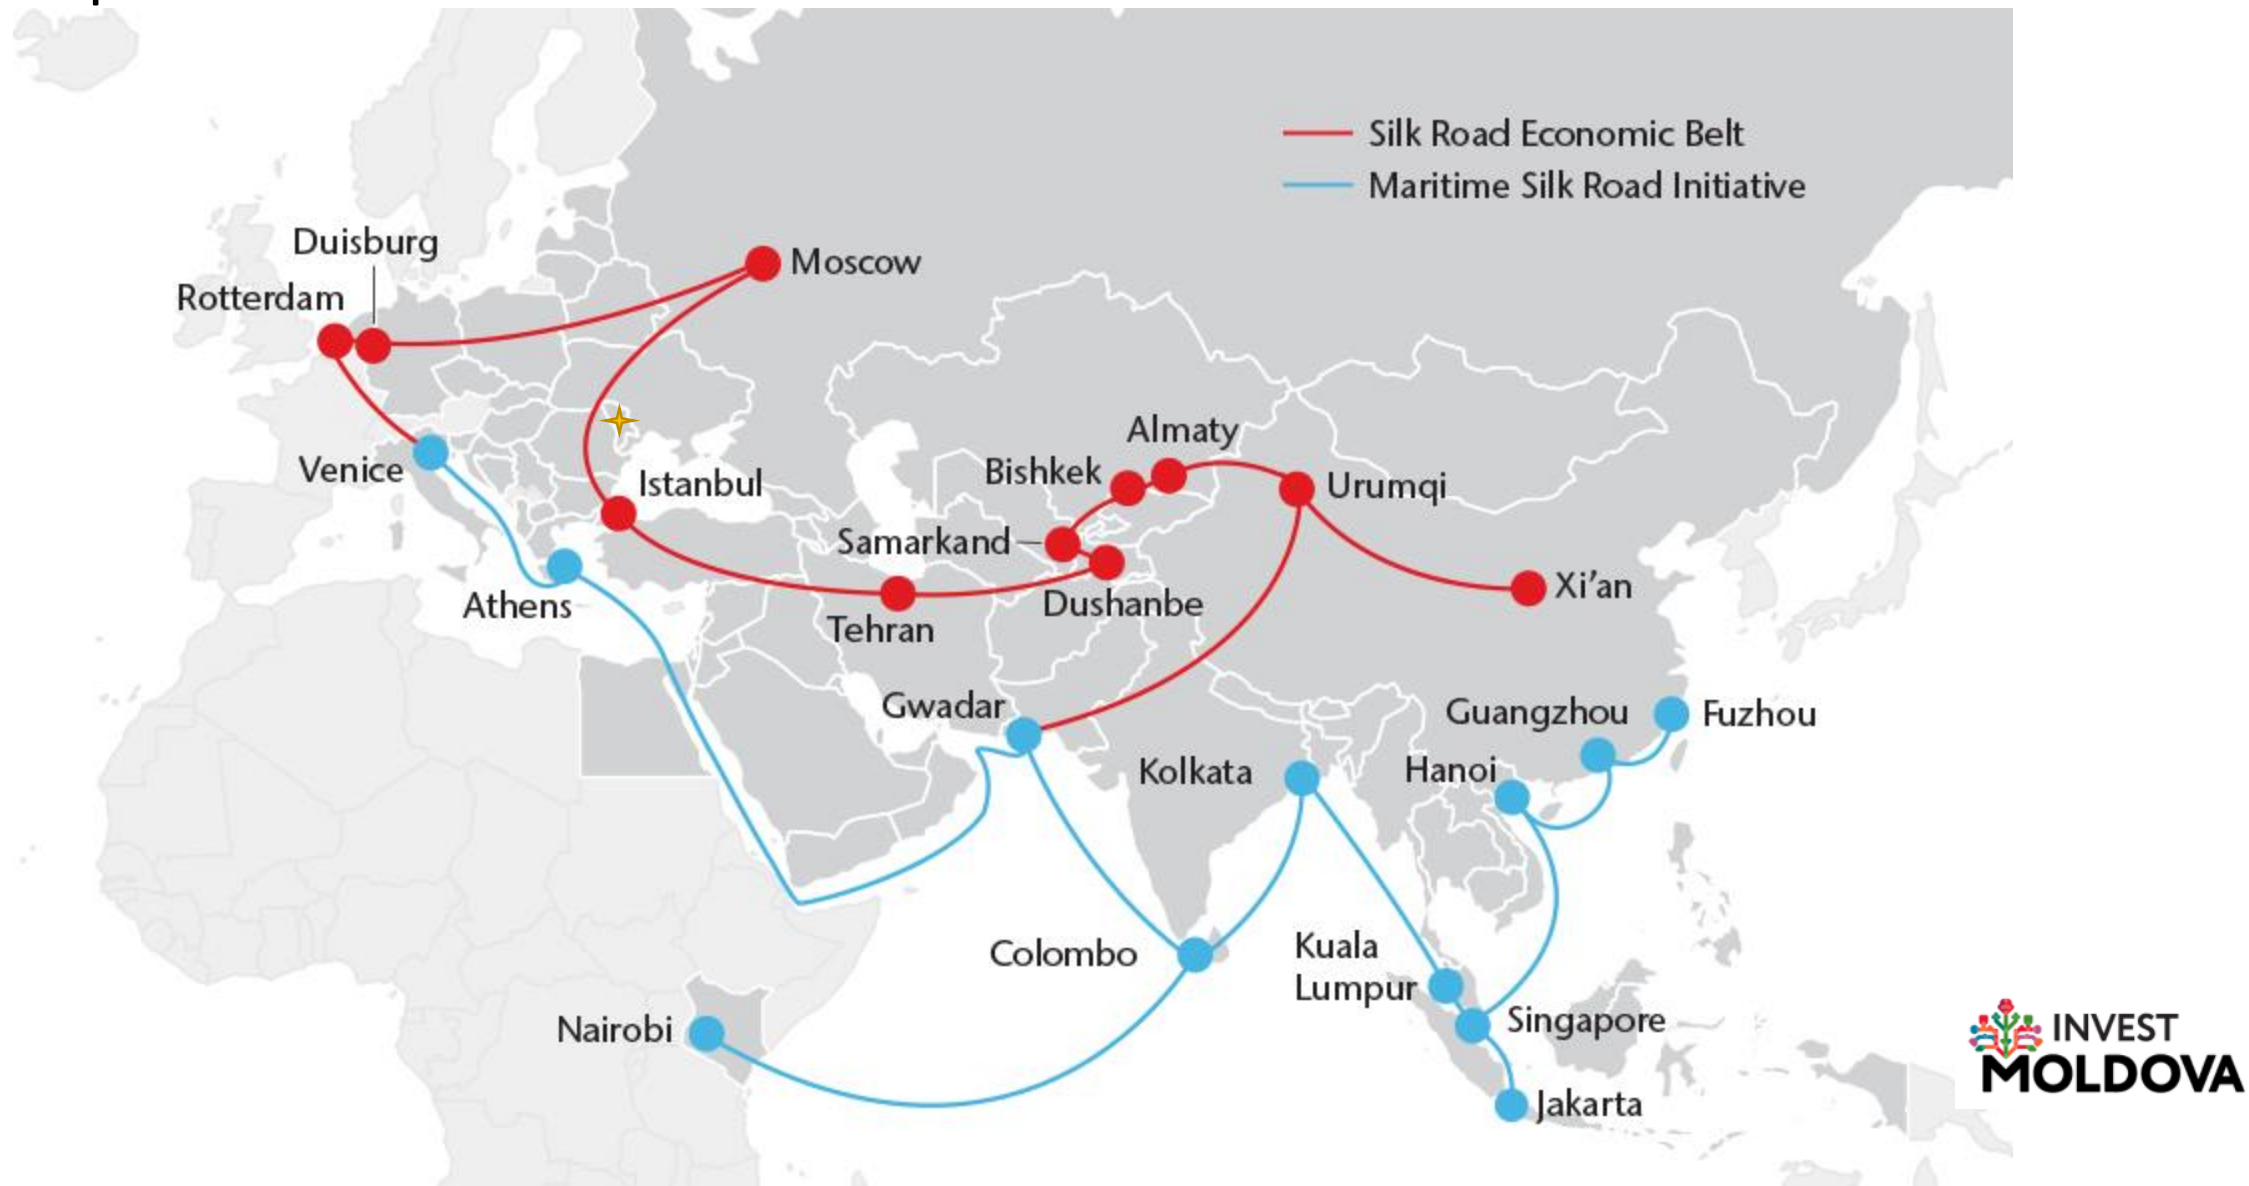 Silk Road Economic Belt
Maritime Silk Road Initiative
Duisburg
Moscow
Rotterdam
Almaty
Venice
Istanbul
Bishkek
Urumqi
Samarkand
Xi’an
Athens
Dushanbe
Tehran
Gwadar
Guangzhou
Fuzhou
Kolkata
Hanoi
Colombo
Kuala
Lumpur
Nairobi
Singapore
INVEST
MOLDOVA
Jakarta